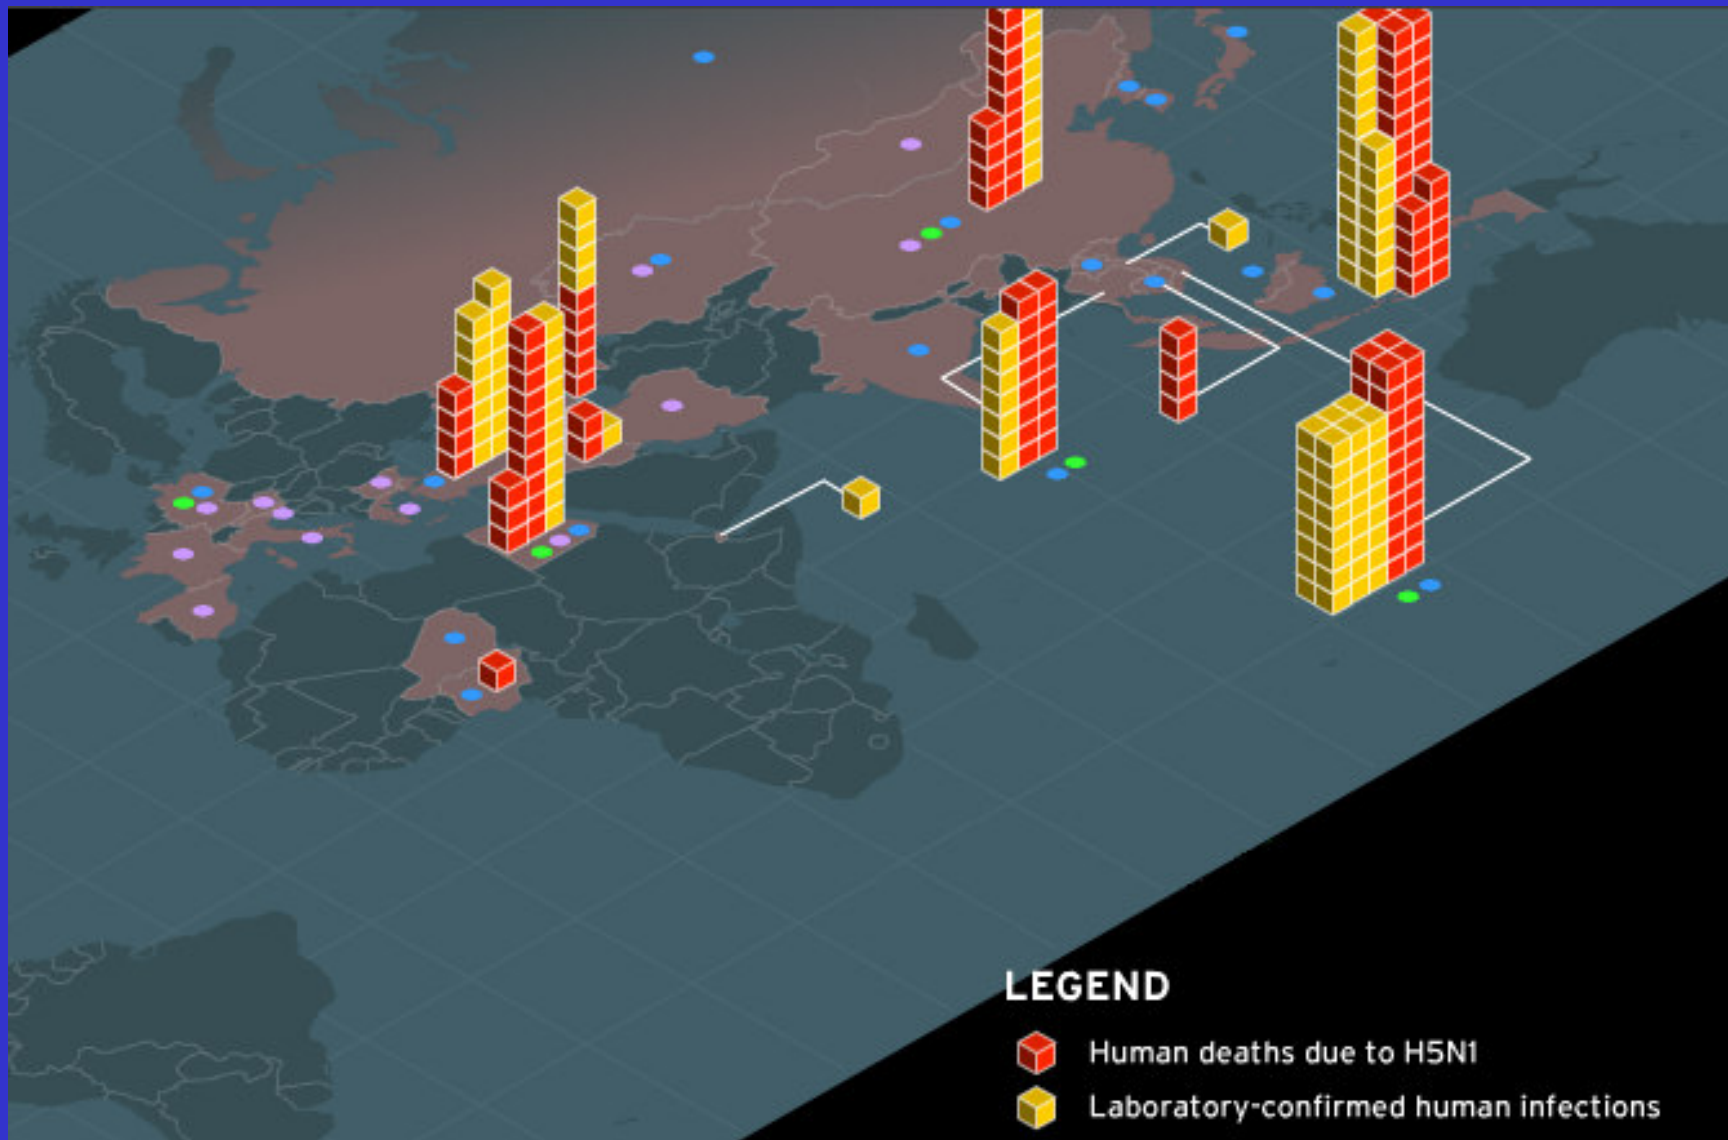 LEGEND
Human deaths due to H5N1
Laboratory-confirmed human infections